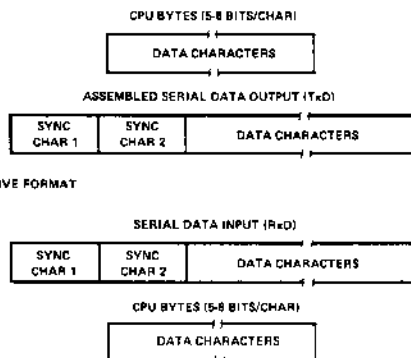 CPU BYTES (5-8 BITS/CHAR)
DATA CHARACTERS
ASSEMBLED SERIAL DATA OUTPUT (TxD)
SYNC CHAR 1
SYNC CHAR 2
DATA CHARACTERS
IVE FORMAT
SERIAL DATA INPUT (RxD)
SYNC CHAR 1
SYNC CHAR 2
DATA CHARACTERS
CPU BYTES (5-8 BITS/CHAR)
DATA CHARACTERS